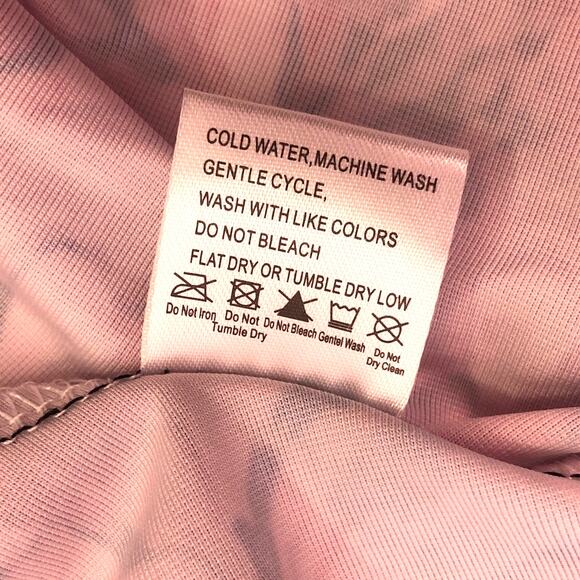 COLD WATER,MACHINE WASH
GENTLE CYCLE,
WASH WITH LIKE COLORS
DO NOT BLEACH
FLAT DRY OR TUMBLE DRY LOW
Do Not Iron
Do Not
Tumble Dry
Do Not Bleach
Gentel Wash
Do Not
Dry Clean